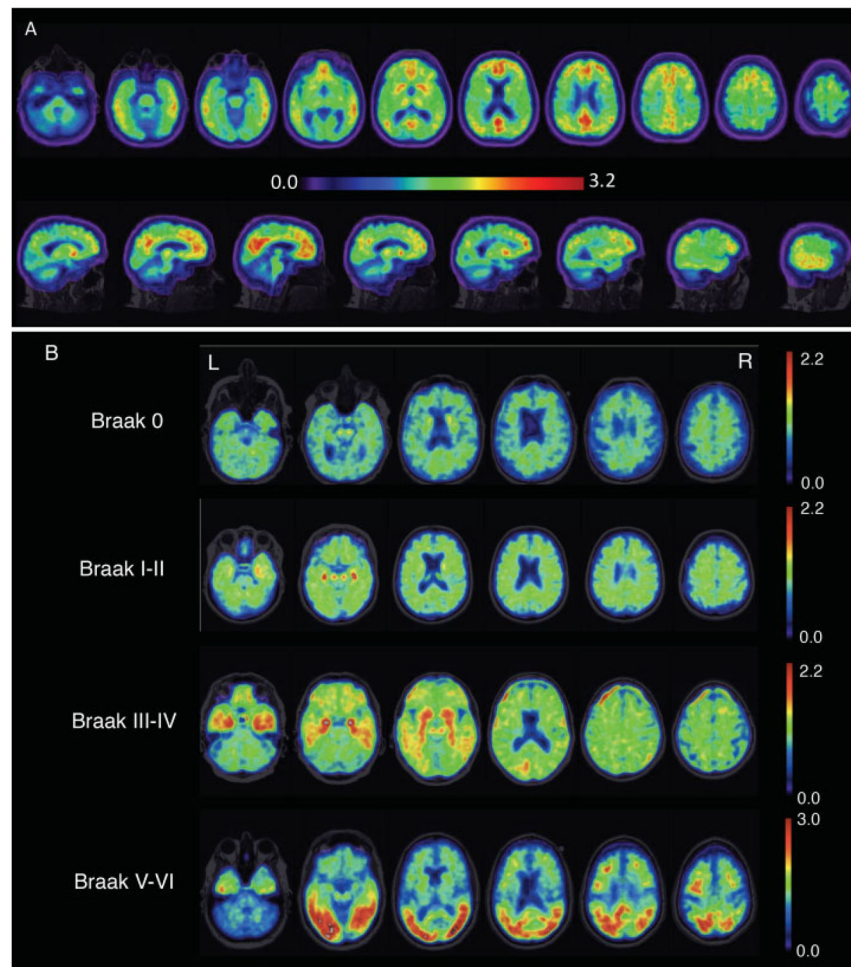 A
0.0 3.2
B
L R
2.2
Braak 0
0.0
2.2
Braak I-II
0.0
2.2
Braak III-IV
0.0
3.0
Braak V-VI
0.0